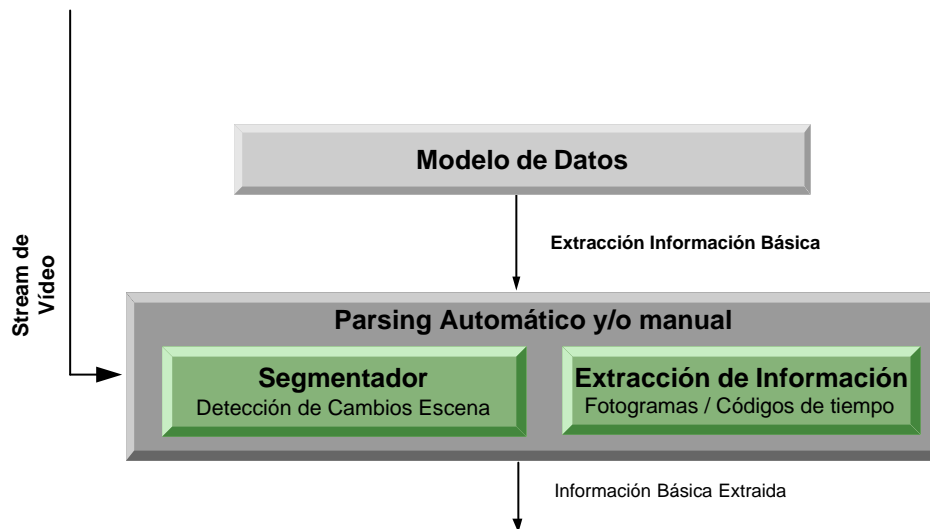 Modelo de Datos
Extracción Información Básica
Stream de
Vídeo
Parsing Automático y/o manual
Segmentador
Detección de Cambios Escena
Extracción de Información
Fotogramas / Códigos de tiempo
Información Básica Extraida